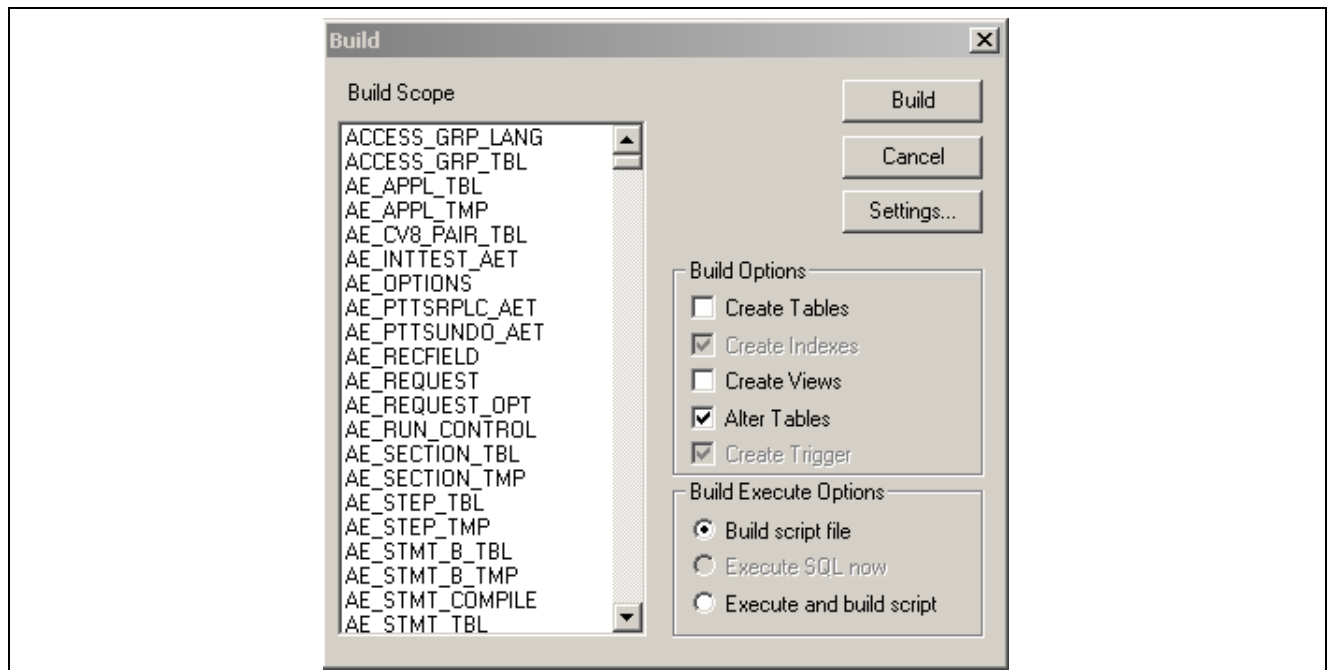 Build
Build Scope
ACCESS_GRP_LANG
ACCESS_GRP_TBL
AE_APPL_TBL
AE_APPL_TMP
AE_CV8_PAIR_TBL
AE_INTTEST_AET
AE_OPTIONS
AE_PTTSRPLC_AET
AE_PTTSUNDO_AET
AE_RECFIELD
AE_REQUEST
AE_REQUEST_OPT
AE_RUN_CONTROL
AE_SECTION_TBL
AE_SECTION_TMP
AE_STEP_TBL
AE_STEP_TMP
AE_STMT_B_TBL
AE_STMT_B_TMP
AE_STMT_COMPILE
AE_STMT_TBL
Build
Cancel
Settings...
Build Options
Create Tables
Create Indexes
Create Views
Alter Tables
Create Trigger
Build Execute Options
Build script file
Execute SQL now
Execute and build script